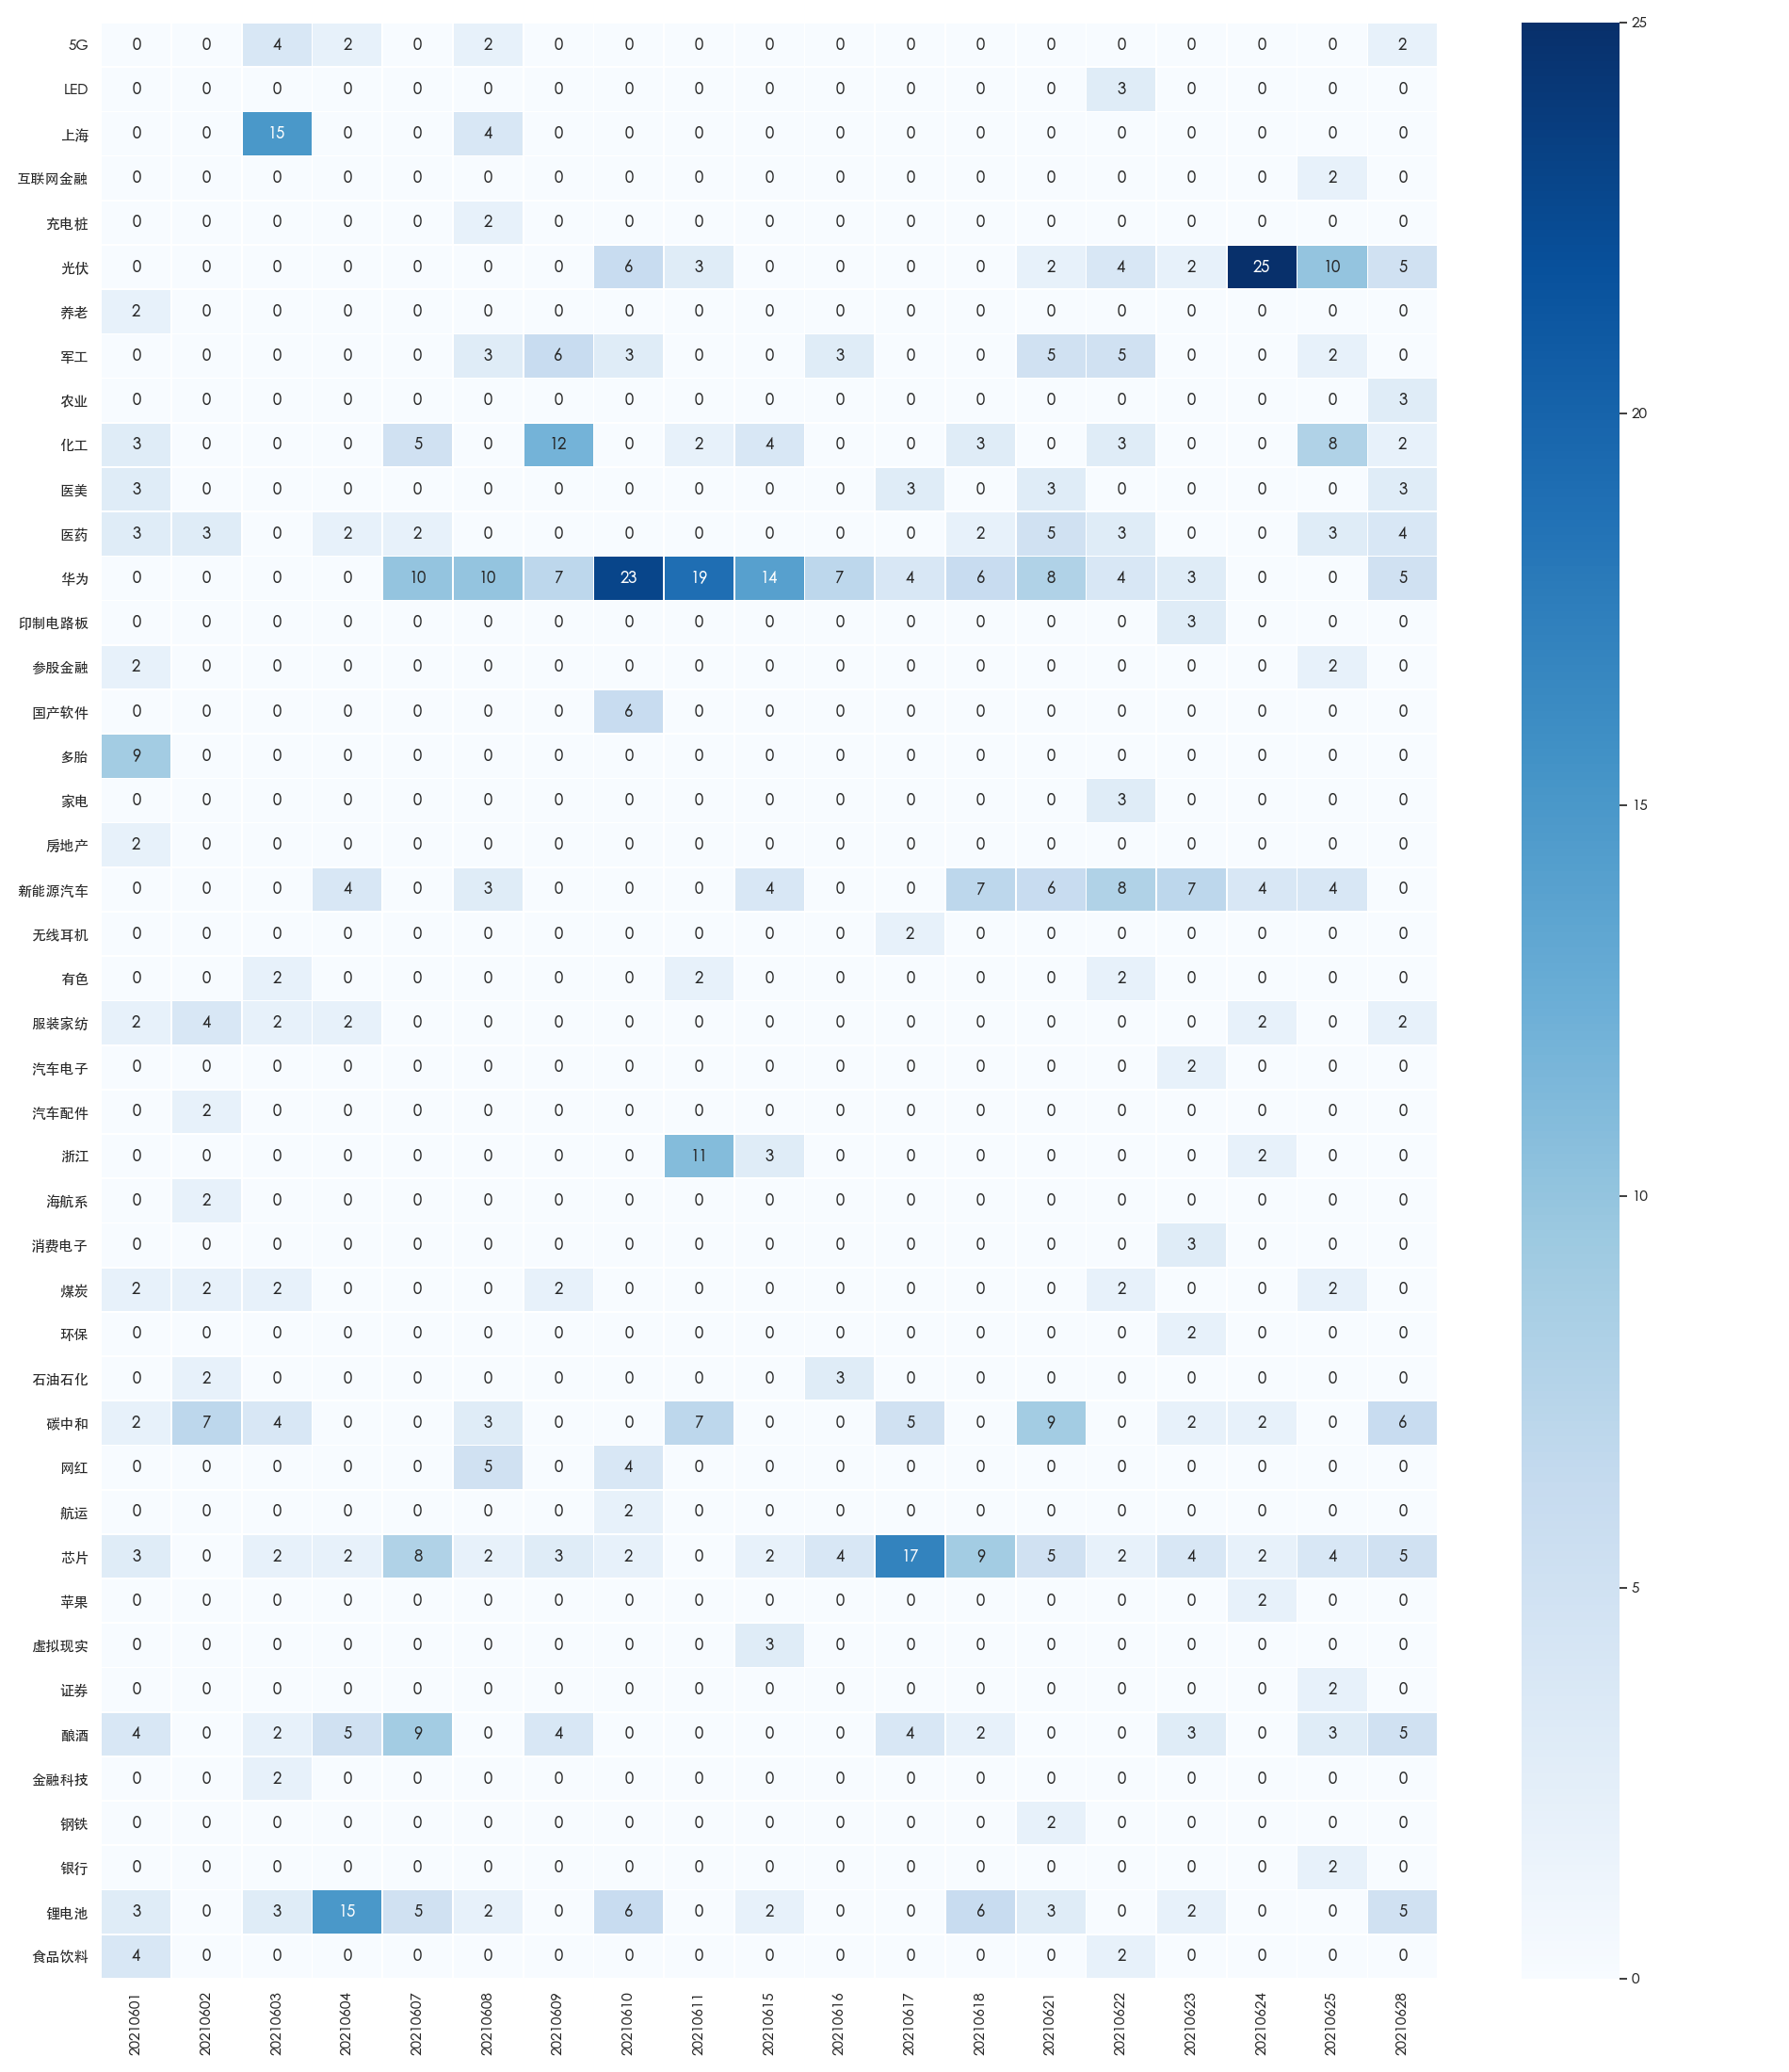 5G 0 0 4 2 0 2 0 0 0 0 0 0 0 0 0 0 0 0 2
LED 0 0 0 0 0 0 0 0 0 0 0 0 0 0 3 0 0 0 0
上海 0 0 15 0 0 4 0 0 0 0 0 0 0 0 0 0 0 0 0
互联网金融 0 0 0 0 0 0 0 0 0 0 0 0 0 0 0 0 0 2 0
充电桩 0 0 0 0 0 2 0 0 0 0 0 0 0 0 0 0 0 0 0
光伏 0 0 0 0 0 0 0 6 3 0 0 0 0 2 4 2 25 10 5
养老 2 0 0 0 0 0 0 0 0 0 0 0 0 0 0 0 0 0 0
军工 0 0 0 0 0 3 6 3 0 0 3 0 0 5 5 0 0 2 0
农业 0 0 0 0 0 0 0 0 0 0 0 0 0 0 0 0 0 0 3
化工 3 0 0 0 5 0 12 0 2 4 0 0 3 0 3 0 0 8 2
医美 3 0 0 0 0 0 0 0 0 0 0 3 0 3 0 0 0 0 3
医药 3 3 0 2 2 0 0 0 0 0 0 0 2 5 3 0 0 3 4
华为 0 0 0 0 10 10 7 23 19 14 7 4 6 8 4 3 0 0 5
印制电路板 0 0 0 0 0 0 0 0 0 0 0 0 0 0 0 3 0 0 0
参股金融 2 0 0 0 0 0 0 0 0 0 0 0 0 0 0 0 0 2 0
国产软件 0 0 0 0 0 0 0 6 0 0 0 0 0 0 0 0 0 0 0
多胎 9 0 0 0 0 0 0 0 0 0 0 0 0 0 0 0 0 0 0
家电 0 0 0 0 0 0 0 0 0 0 0 0 0 0 3 0 0 0 0
房地产 2 0 0 0 0 0 0 0 0 0 0 0 0 0 0 0 0 0 0
新能源汽车 0 0 0 4 0 3 0 0 0 4 0 0 7 6 8 7 4 4 0
无线耳机 0 0 0 0 0 0 0 0 0 0 0 2 0 0 0 0 0 0 0
有色 0 0 2 0 0 0 0 0 2 0 0 0 0 0 2 0 0 0 0
服装家纺 2 4 2 2 0 0 0 0 0 0 0 0 0 0 0 0 2 0 2
汽车电子 0 0 0 0 0 0 0 0 0 0 0 0 0 0 0 2 0 0 0
汽车配件 0 2 0 0 0 0 0 0 0 0 0 0 0 0 0 0 0 0 0
浙江 0 0 0 0 0 0 0 0 11 3 0 0 0 0 0 0 2 0 0
海航系 0 2 0 0 0 0 0 0 0 0 0 0 0 0 0 0 0 0 0
消费电子 0 0 0 0 0 0 0 0 0 0 0 0 0 0 0 3 0 0 0
煤炭 2 2 2 0 0 0 2 0 0 0 0 0 0 0 2 0 0 2 0
环保 0 0 0 0 0 0 0 0 0 0 0 0 0 0 0 2 0 0 0
石油石化 0 2 0 0 0 0 0 0 0 0 3 0 0 0 0 0 0 0 0
碳中和 2 7 4 0 0 3 0 0 7 0 0 5 0 9 0 2 2 0 6
网红 0 0 0 0 0 5 0 4 0 0 0 0 0 0 0 0 0 0 0
航运 0 0 0 0 0 0 0 2 0 0 0 0 0 0 0 0 0 0 0
芯片 3 0 2 2 8 2 3 2 0 2 4 17 9 5 2 4 2 4 5
苹果 0 0 0 0 0 0 0 0 0 0 0 0 0 0 0 0 2 0 0
虚拟现实 0 0 0 0 0 0 0 0 0 3 0 0 0 0 0 0 0 0 0
证券 0 0 0 0 0 0 0 0 0 0 0 0 0 0 0 0 0 2 0
酿酒 4 0 2 5 9 0 4 0 0 0 0 4 2 0 0 3 0 3 5
金融科技 0 0 2 0 0 0 0 0 0 0 0 0 0 0 0 0 0 0 0
钢铁 0 0 0 0 0 0 0 0 0 0 0 0 0 2 0 0 0 0 0
银行 0 0 0 0 0 0 0 0 0 0 0 0 0 0 0 0 0 2 0
锂电池 3 0 3 15 5 2 0 6 0 2 0 0 6 3 0 2 0 0 5
食品饮料 4 0 0 0 0 0 0 0 0 0 0 0 0 0 2 0 0 0 0
20210601 20210602 20210603 20210604 20210607 20210608 20210609 20210610 20210611 20210615 20210616 20210617 20210618 20210621 20210622 20210623 20210624 20210625 20210628
25
20
15
10
5
0